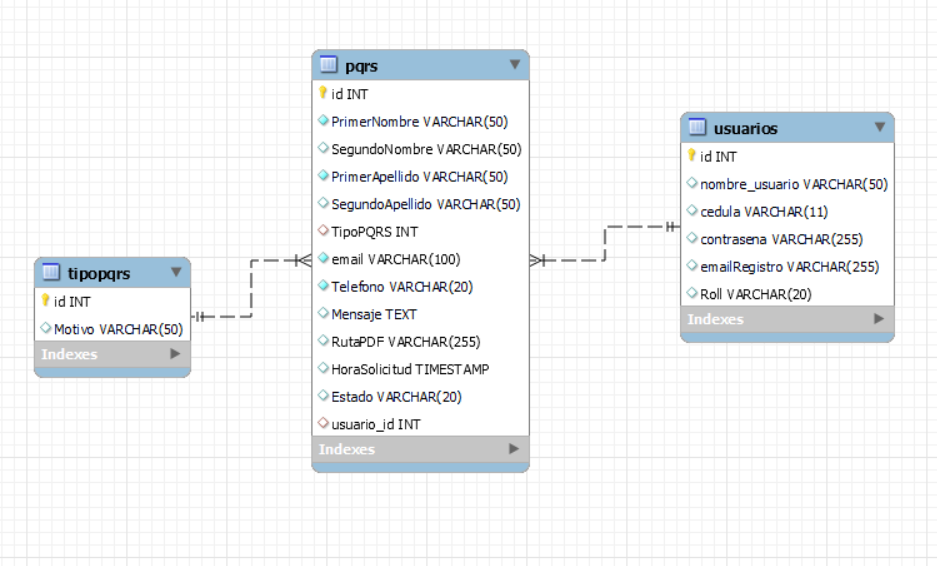 tipopqrs
id INT
Motivo VARCHAR(50)
Indexes
pqrs
id INT
PrimerNombre VARCHAR(50)
SegundoNombre VARCHAR(50)
PrimerApellido VARCHAR(50)
SegundoApellido VARCHAR(50)
TipoPQRS INT
email VARCHAR(100)
Telefono VARCHAR(20)
Mensaje TEXT
RutaPDF VARCHAR(255)
HoraSolicitud TIMESTAMP
Estado VARCHAR(20)
usuario_id INT
Indexes
usuarios
id INT
nombre_usuario VARCHAR(50)
cedula VARCHAR(11)
contrasena VARCHAR(255)
emailRegistro VARCHAR(255)
Roll VARCHAR(20)
Indexes